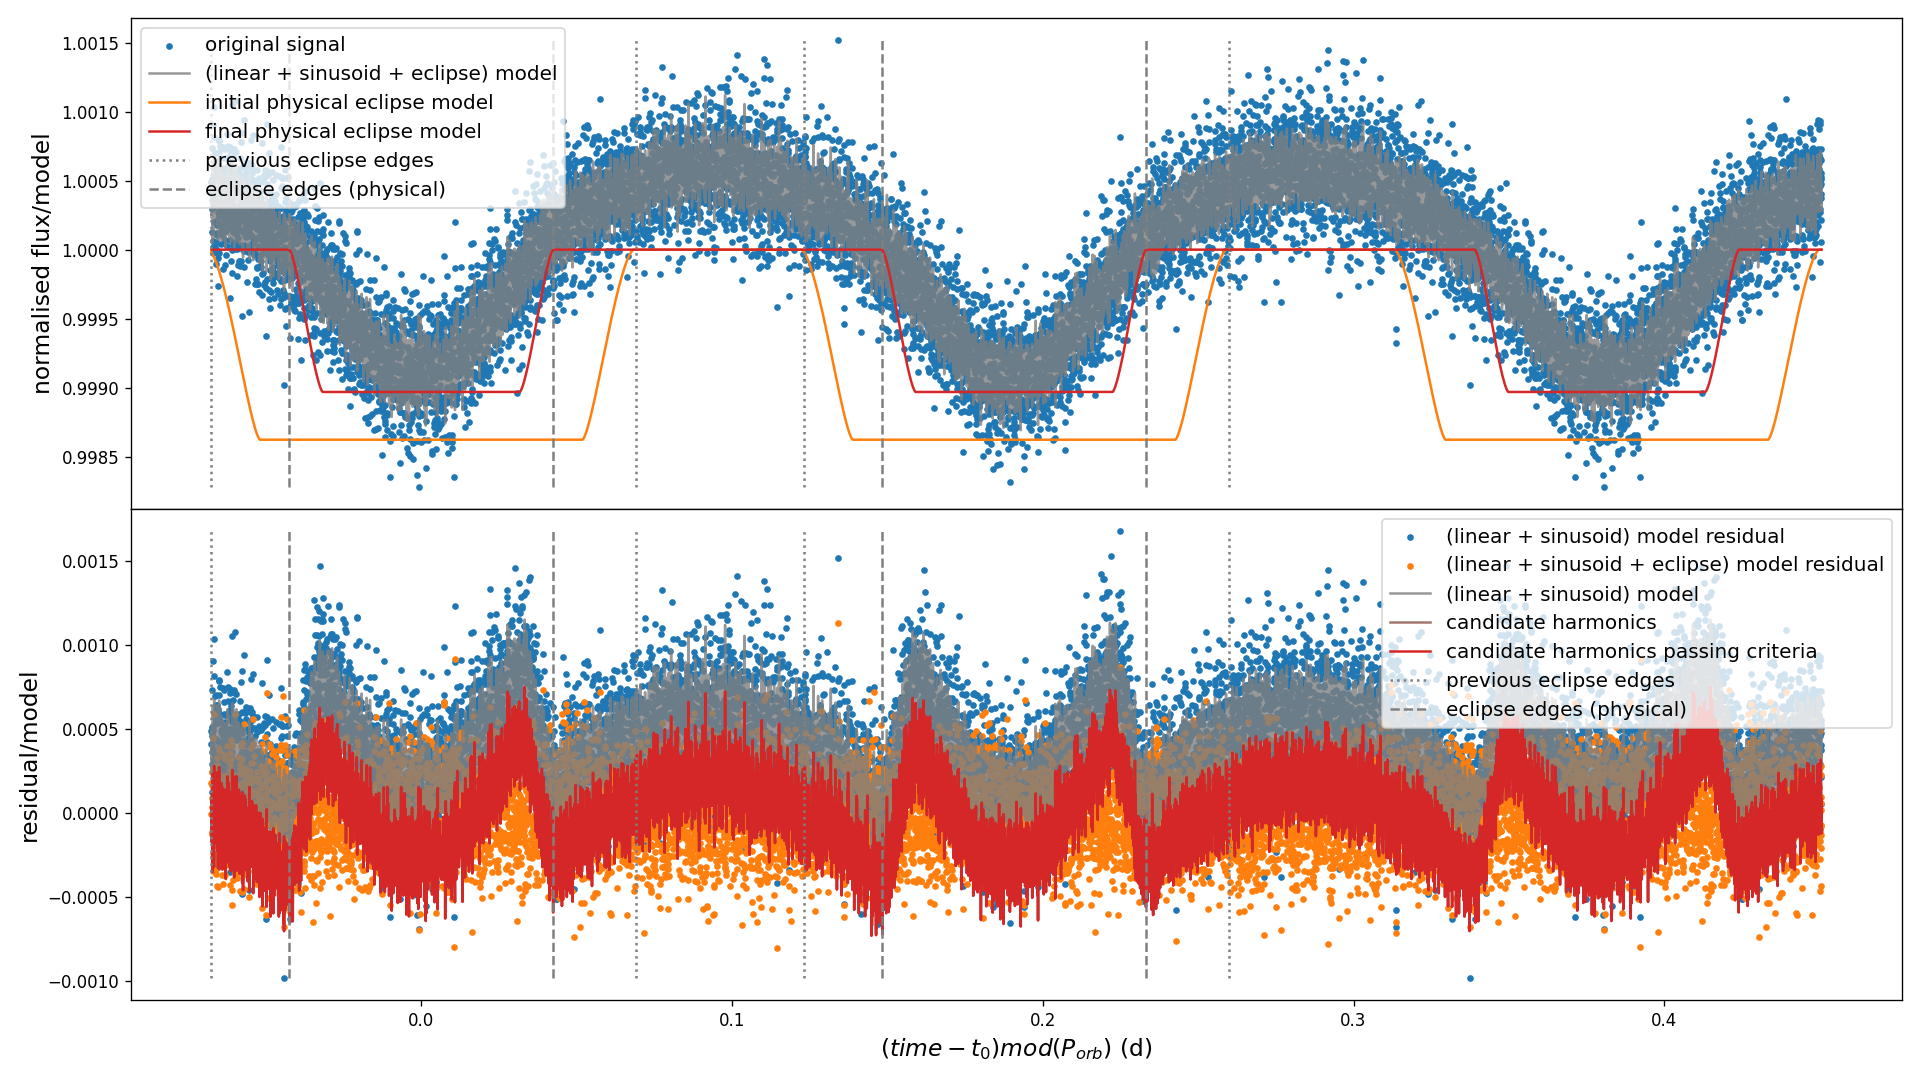 normalised flux/model
1.0015
1.0010
1.0005
1.0000
0.9995
0.9990
0.9985
original signal
(linear + sinusoid + eclipse) model
initial physical eclipse model
final physical eclipse model
previous eclipse edges
eclipse edges (physical)
residual/model
0.0015
0.0010
0.0005
0.0000
−0.0005
−0.0010
(linear + sinusoid) model residual
(linear + sinusoid + eclipse) model residual
(linear + sinusoid) model
candidate harmonics
candidate harmonics passing criteria
previous eclipse edges
eclipse edges (physical)
0.0 0.1 0.2 0.3 0.4
(time − t₀)mod(P_orb) (d)